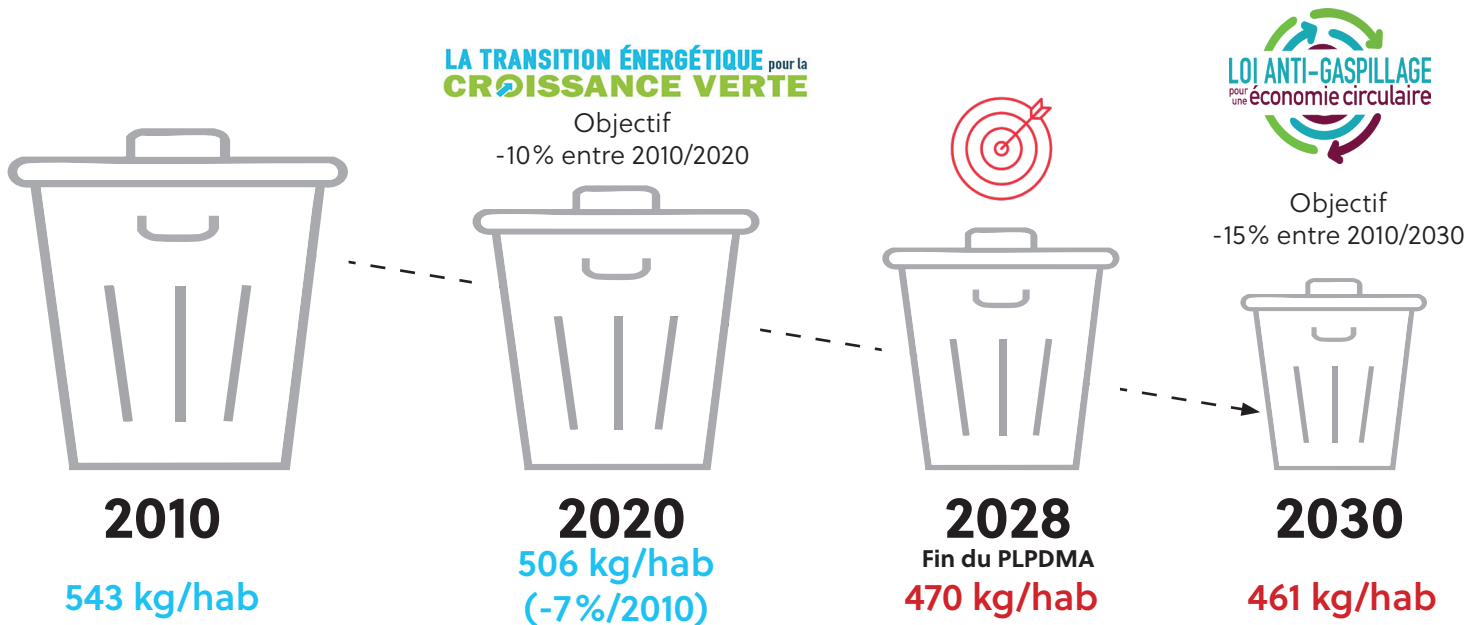 LA TRANSITION ÉNERGÉTIQUE pour la
CROISSANCE VERTE
Objectif
-10% entre 2010/2020
LOI ANTI-GASPILLAGE
pour une économie circulaire
Objectif
-15% entre 2010/2030
2010
543 kg/hab
2020
506 kg/hab
(-7%/2010)
2028
Fin du PLPDMA
470 kg/hab
2030
461 kg/hab